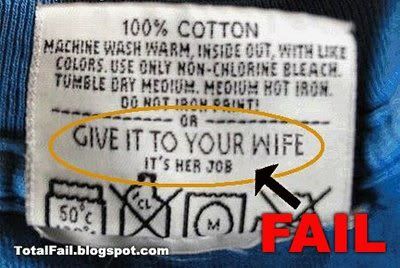 100% COTTON
MACHINE WASH WARM, INSIDE OUT, WITH LIKE
COLORS. USE ONLY NON-CHLORINE BLEACH.
TUMBLE DRY MEDIUM. MEDIUM HOT IRON.
DO NOT IRON PRINT!
OR
GIVE IT TO YOUR WIFE
IT'S HER JOB
50°C
CL
M
FAIL
TotalFail.blogspot.com